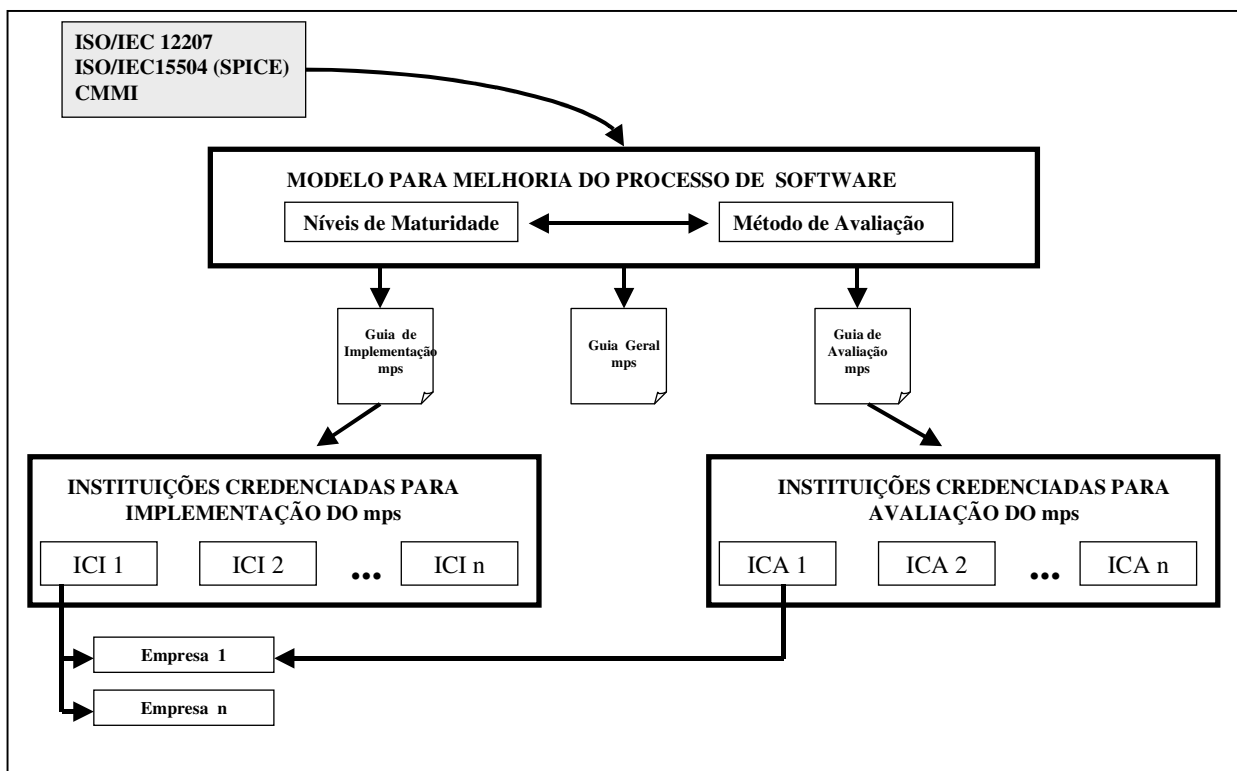 ISO/IEC 12207
ISO/IEC15504 (SPICE)
CMMI
MODELO PARA MELHORIA DO PROCESSO DE SOFTWARE
Níveis de Maturidade
Método de Avaliação
Guia de
Implementação
mps
Guia Geral
mps
Guia de
Avaliação
mps
INSTITUIÇÕES CREDENCIADAS PARA
IMPLEMENTAÇÃO DO mps
ICI 1
ICI 2
...
ICI n
INSTITUIÇÕES CREDENCIADAS PARA
AVALIAÇÃO DO mps
ICA 1
ICA 2
...
ICA n
Empresa 1
Empresa n